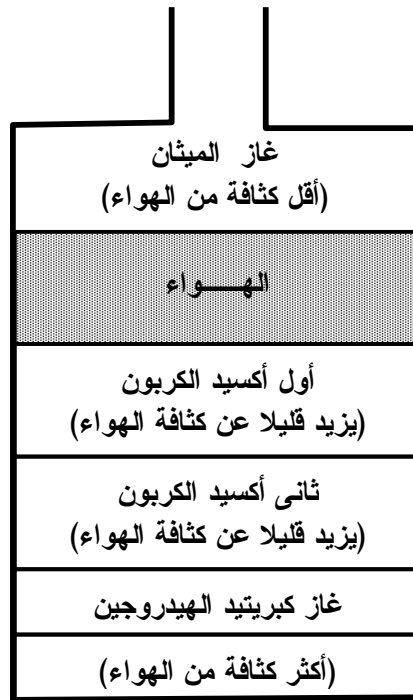 غاز الميثان
(أقل كثافة من الهواء)
الهـــــواء
أول أكسيد الكربون
(يزيد قليلا عن كثافة الهواء)
ثانى أكسيد الكربون
(يزيد قليلا عن كثافة الهواء)
غاز كبريتيد الهيدروجين
(أكثر كثافة من الهواء)